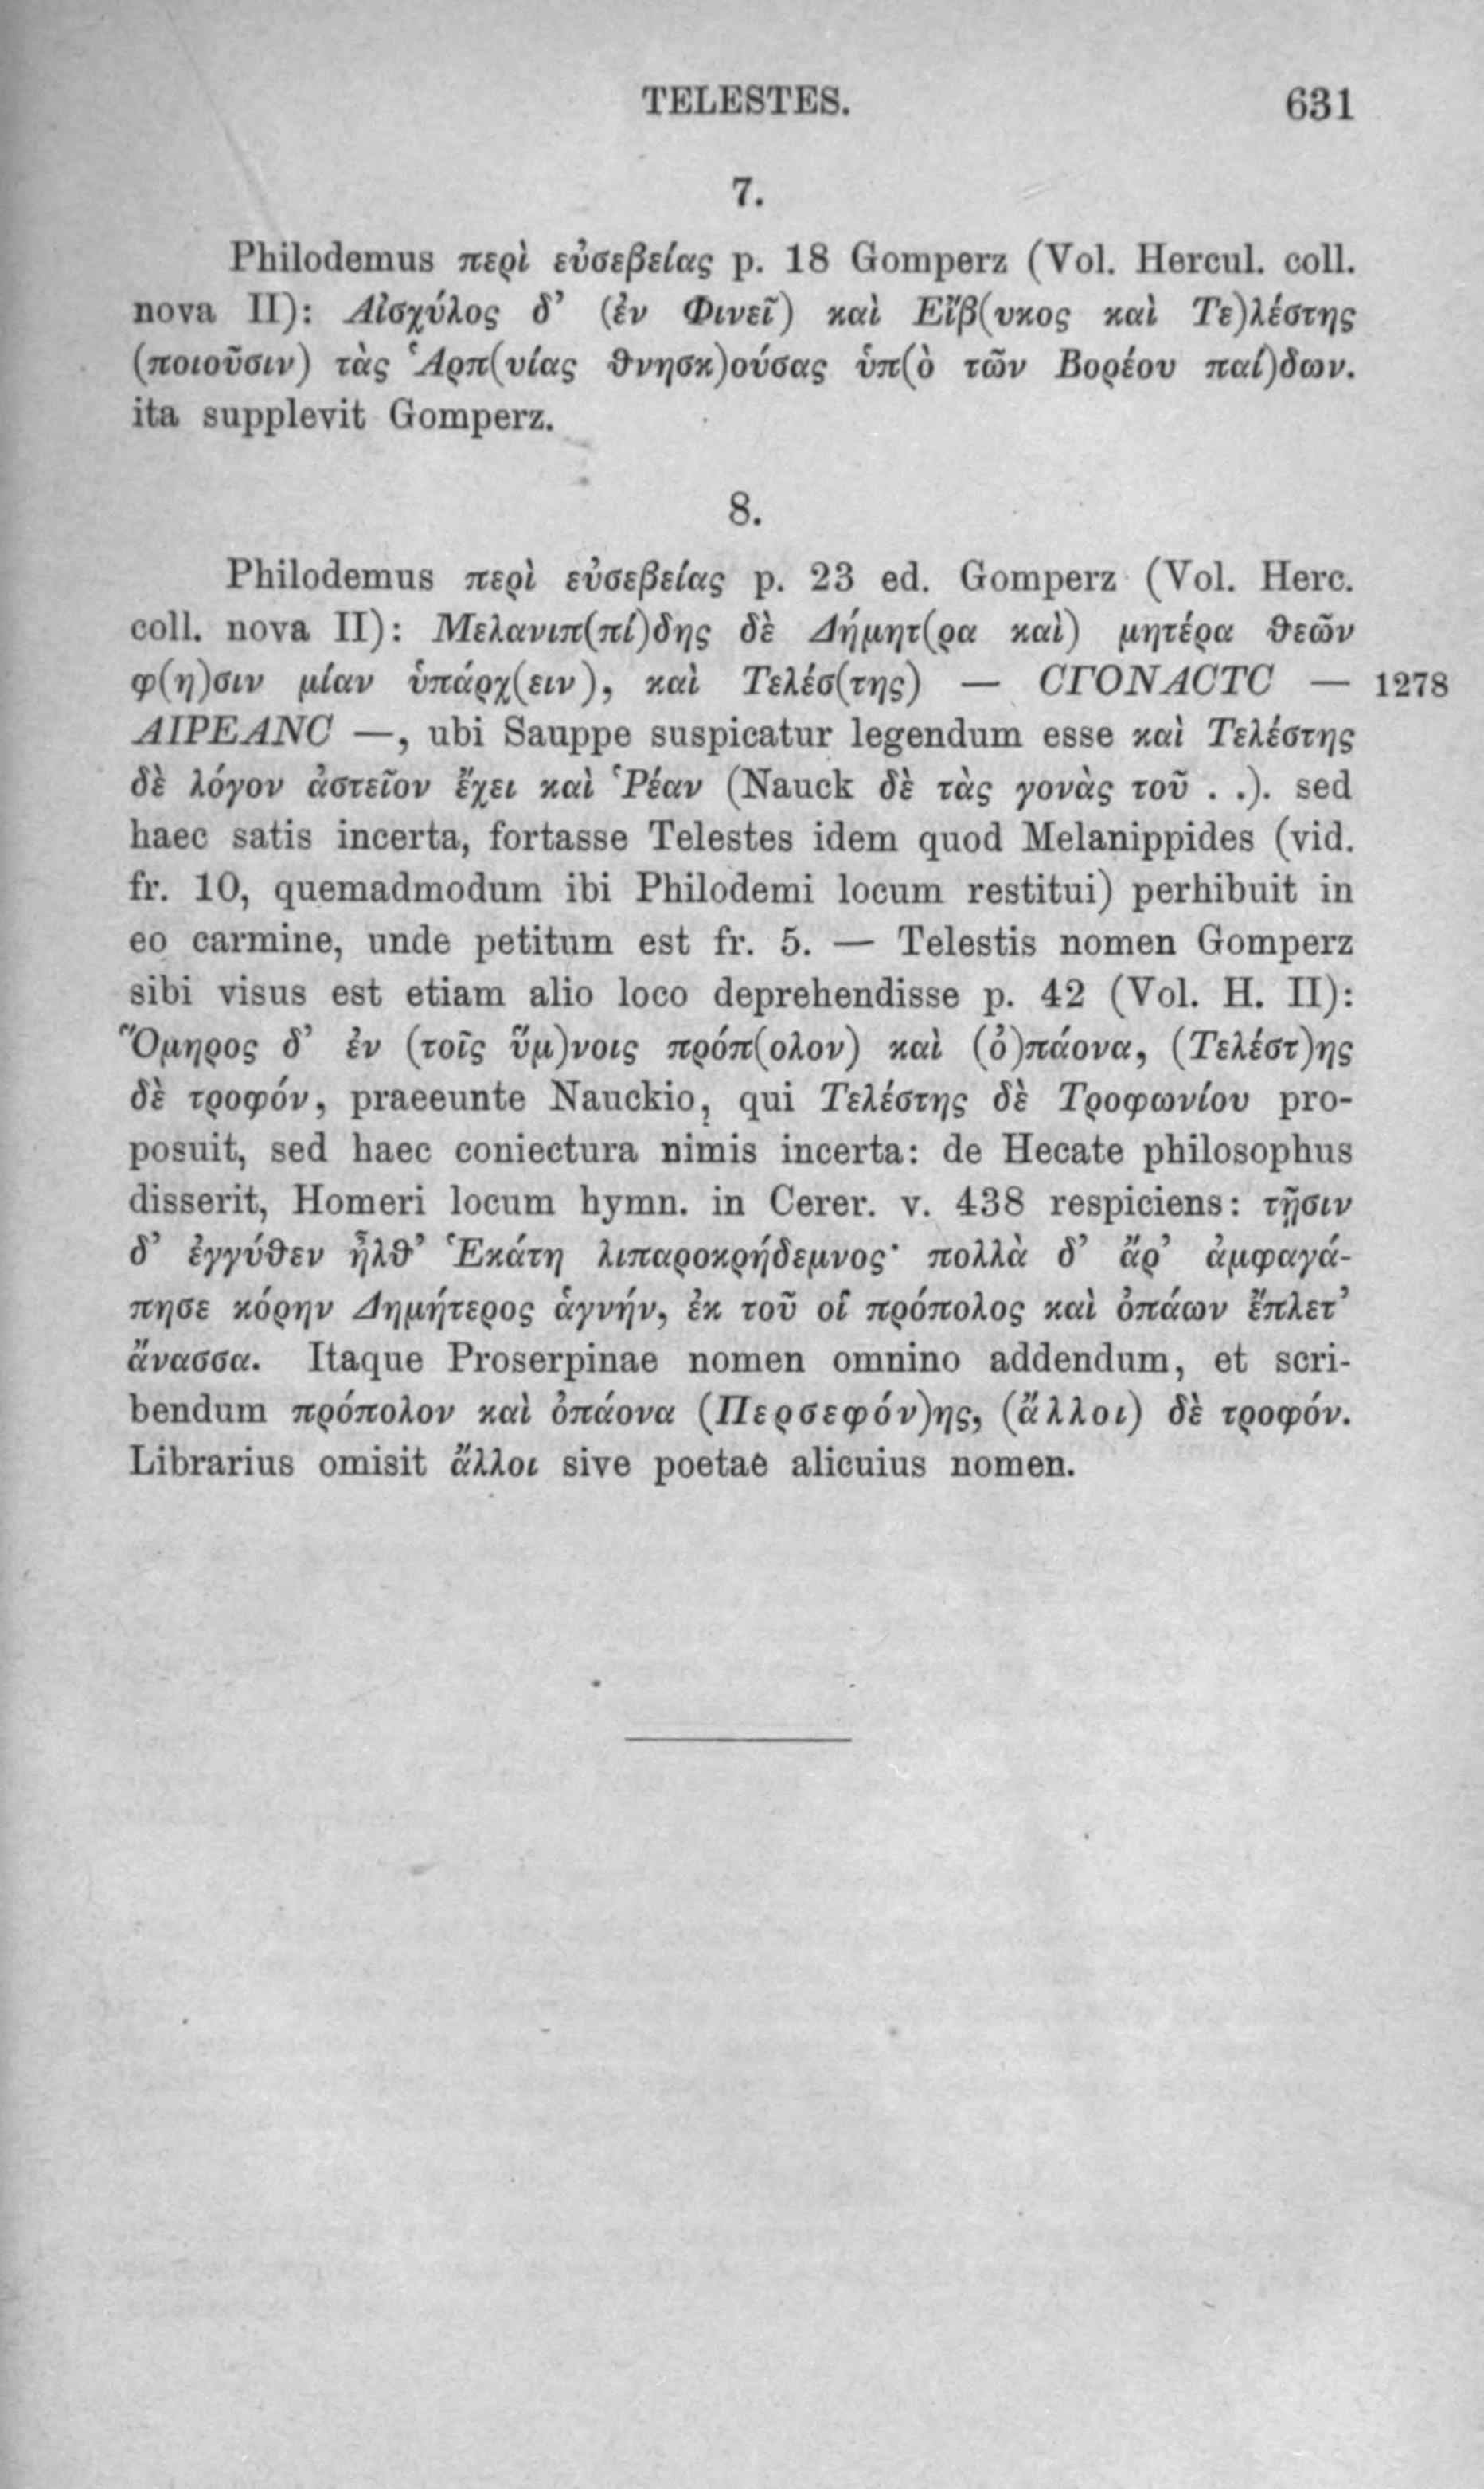 TELESTES. 631
7.
Philodemus περὶ εὐσεβείας p. 18 Gomperz (Vol. Hercul. coll.
nova II): Αἰσχύλος δ’ (ἐν Φινεῖ) καὶ Εἴβ(υκος καὶ Τε)λέστης
(ποιοῦσιν) τὰς Ἁρπ(υίας θνησκ)ούσας ὑπ(ὸ τῶν Βορέου παί)δων.
ita supplevit Gomperz.
8.
Philodemus περὶ εὐσεβείας p. 23 ed. Gomperz (Vol. Herc.
coll. nova II): Μελανιπ(πί)δης δὲ Δήμητ(ρα καὶ) μητέρα θεῶν
φ(η)σιν μίαν ὑπάρχ(ειν), καὶ Τελέσ(της) — CΓΟΝΑCΤC — 1278
ΔΙΡΕΑΝC —, ubi Sauppe suspicatur legendum esse καὶ Τελέστης
δὲ λόγον ἀστεῖον ἔχει καὶ Ῥέαν (Nauck δὲ τὰς γονὰς τοῦ . .). sed
haec satis incerta, fortasse Telestes idem quod Melanippides (vid.
fr. 10, quemadmodum ibi Philodemi locum restitui) perhibuit in
eo carmine, unde petitum est fr. 5. — Telestis nomen Gomperz
sibi visus est etiam alio loco deprehendisse p. 42 (Vol. H. II):
Ὅμηρος δ’ ἐν (τοῖς ὕμ)νοις πρόπ(ολον) καὶ (ὀ)πάονα, (Τελέστ)ης
δὲ τροφόν, praeeunte Nauckio, qui Τελέστης δὲ Τροφωνίου pro-
posuit, sed haec coniectura nimis incerta: de Hecate philosophus
disserit, Homeri locum hymn. in Cerer. v. 438 respiciens: τῇσιν
δ’ ἐγγύθεν ἦλθ’ Ἑκάτη λιπαροκρήδεμνος· πολλὰ δ’ ἄρ’ ἀμφαγά-
πησε κόρην Δημήτερος ἁγνήν, ἐκ τοῦ οἱ πρόπολος καὶ ὀπάων ἔπλετ’
ἄνασσα. Itaque Proserpinae nomen omnino addendum, et scri-
bendum πρόπολον καὶ ὀπάονα (Περσεφόν)ης, (ἄλλοι) δὲ τροφόν.
Librarius omisit ἄλλοι sive poetae alicuius nomen.